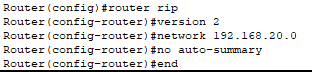 Router(config)#router rip
Router(config-router)#version 2
Router(config-router)#network 192.168.20.0
Router(config-router)#no auto-summary
Router(config-router)#end